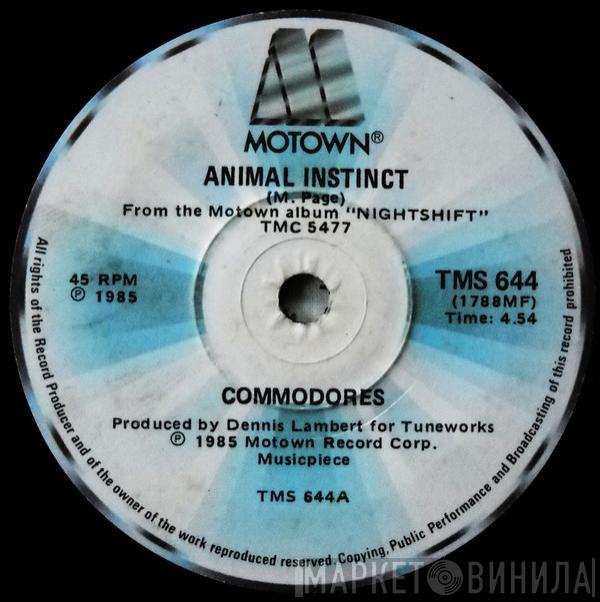 MOTOWN®
ANIMAL INSTINCT
(M. Page)
From the Motown album "NIGHTSHIFT"
TMC 5477
45 RPM
℗ 1985
TMS 644
(1788MF)
Time: 4.54
COMMODORES
Produced by Dennis Lambert for Tuneworks
℗ 1985 Motown Record Corp.
Musicpiece
TMS 644A
All rights of the Record Producer and of the owner of the work reproduced reserved. Copying, Public Performance and Broadcasting of this record prohibited
МАРКЕТ ВИНИЛА